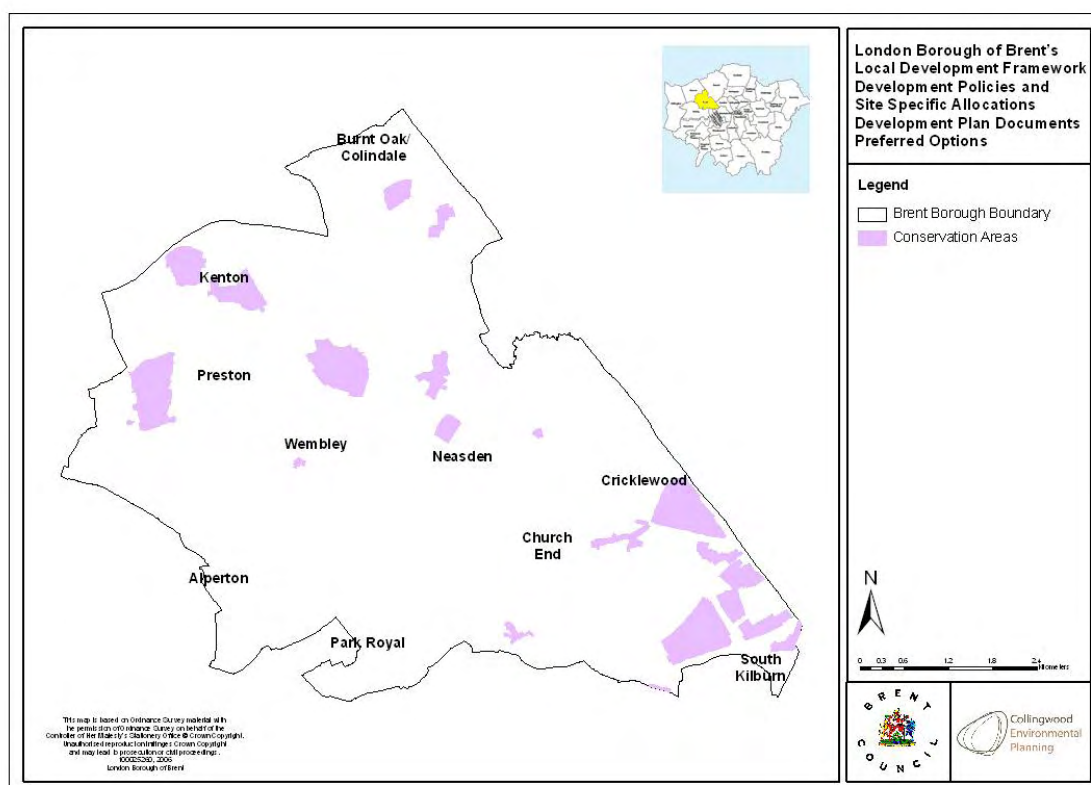 London Borough of Brent's
Local Development Framework
Development Policies and
Site Specific Allocations
Development Plan Documents
Preferred Options
Legend
Brent Borough Boundary
Conservation Areas
Burnt Oak/
Colindale
Kenton
Preston
Wembley
Neasden
Cricklewood
Church
End
Alperton
Park Royal
South
Kilburn
N
0 0.3 0.6 1.2 1.8 2.4
Kilometers
This map is based on Ordnance Survey material with
the permission of Ordnance Survey on behalf of the
Controller of Her Majesty's Stationery Office © Crown Copyright.
Unauthorised reproduction infringes Crown Copyright
and may lead to prosecution or civil proceedings.
London Borough of Brent
BRENT
COUNCIL
Collingwood
Environmental
Planning